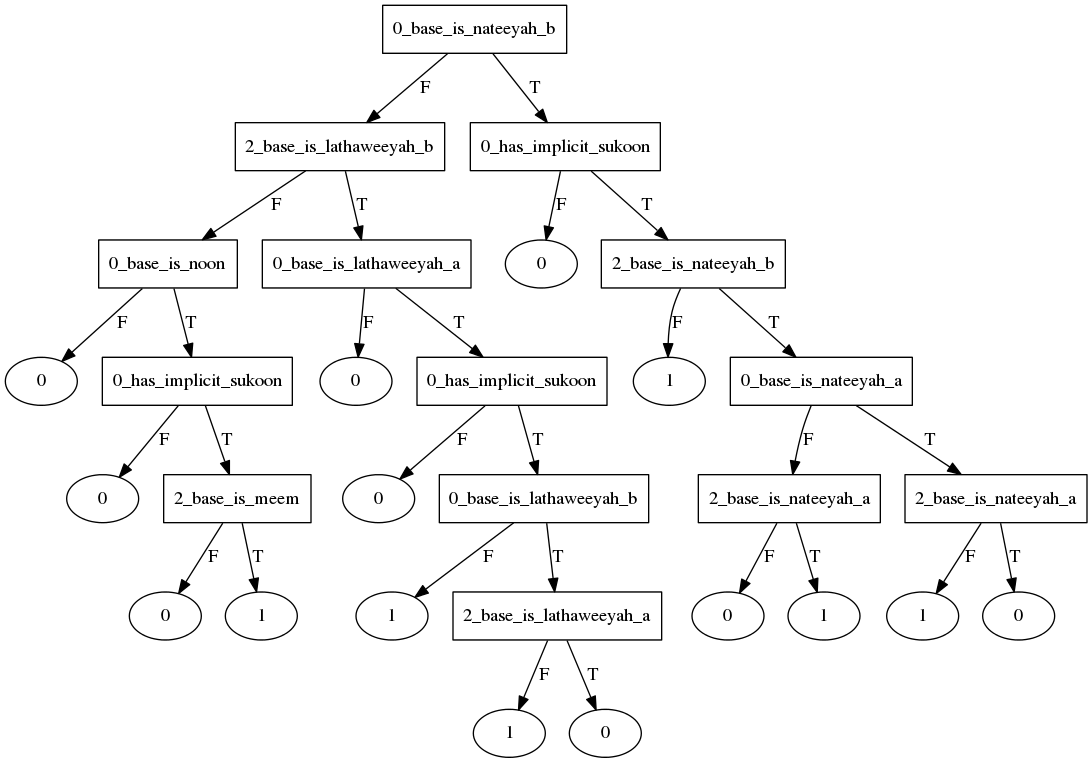 0_base_is_nateeyah_b
F
T
2_base_is_lathaweeyah_b
0_has_implicit_sukoon
F
T
F
T
0_base_is_noon
0_base_is_lathaweeyah_a
0
2_base_is_nateeyah_b
F
T
F
T
F
T
0
0_has_implicit_sukoon
0
0_has_implicit_sukoon
1
0_base_is_nateeyah_a
F
T
F
T
F
T
0
2_base_is_meem
0
0_base_is_lathaweeyah_b
2_base_is_nateeyah_a
2_base_is_nateeyah_a
F
T
F
T
F
T
F
T
0
1
1
2_base_is_lathaweeyah_a
0
1
1
0
F
T
1
0